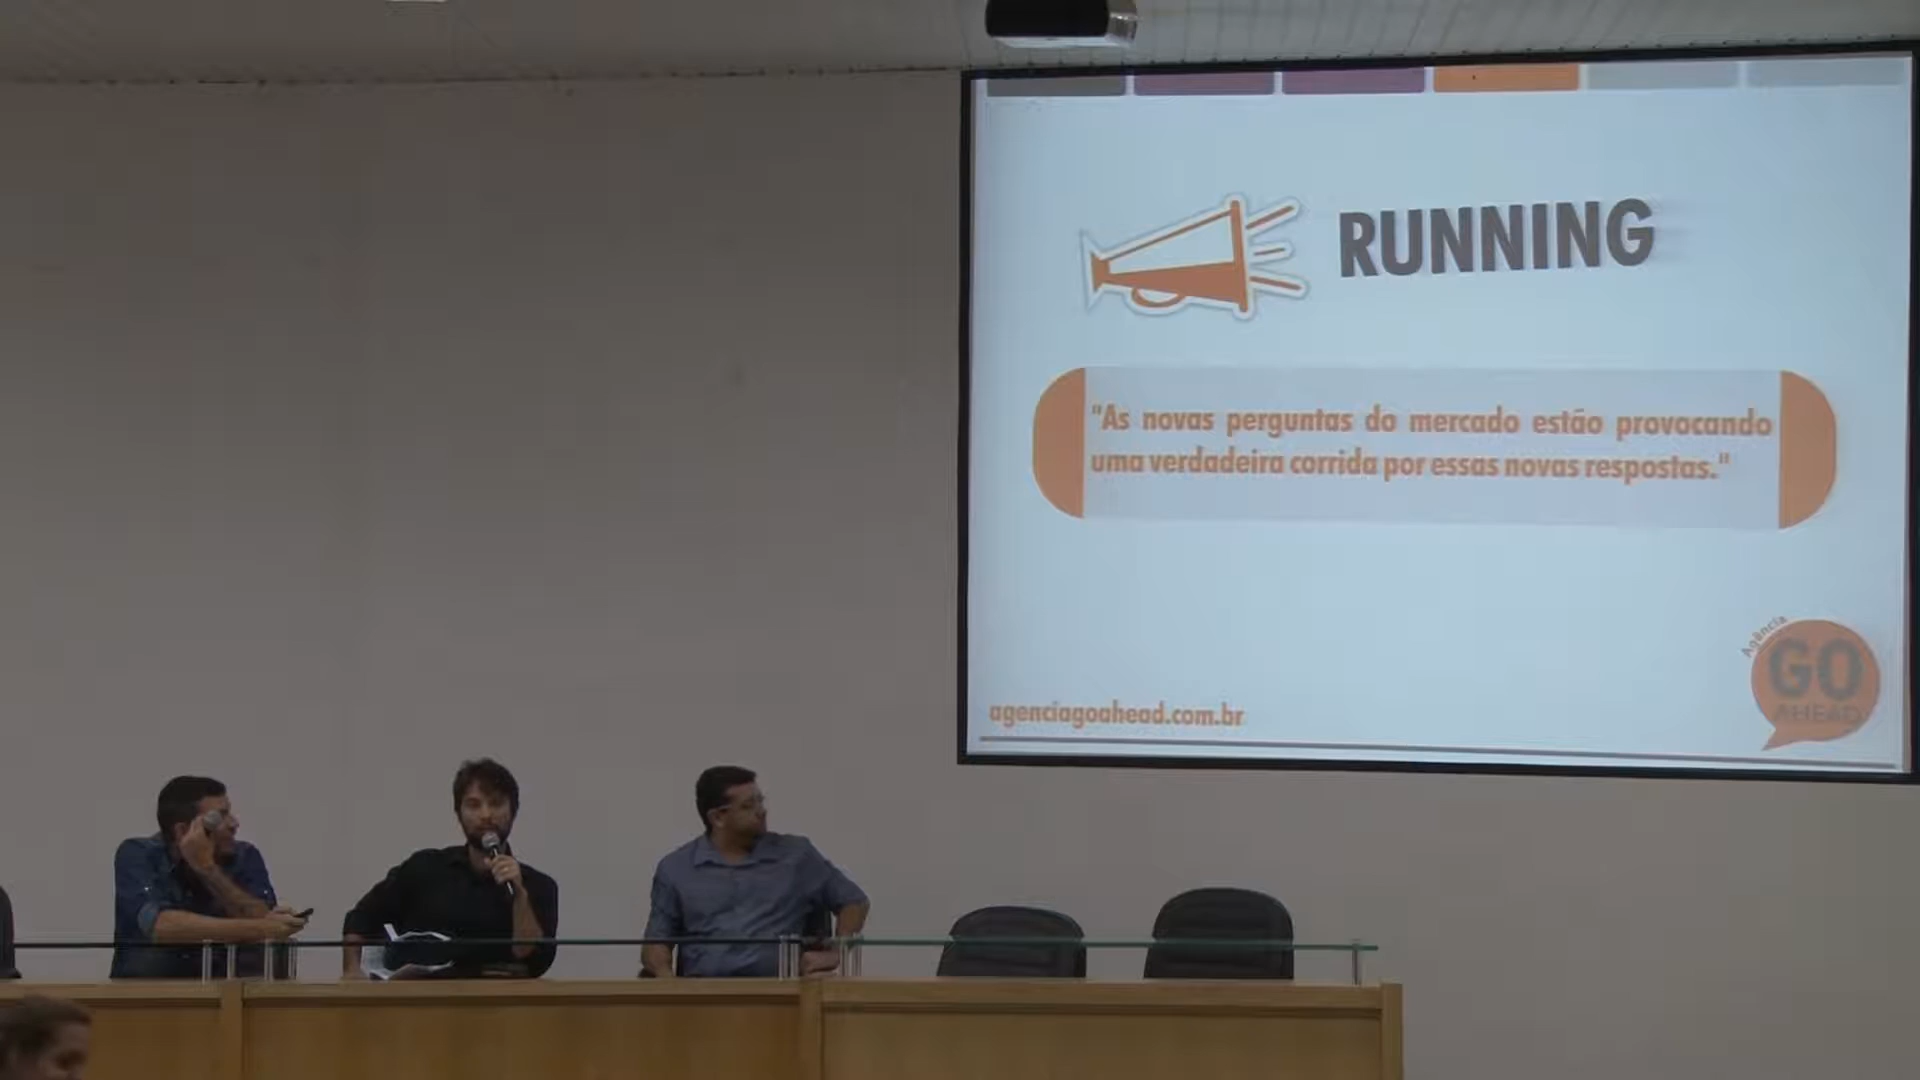 RUNNING
"As novas perguntas do mercado estão provocando
uma verdadeira corrida por essas novas respostas."
Agência
GO
AHEAD
agenciagoahead.com.br